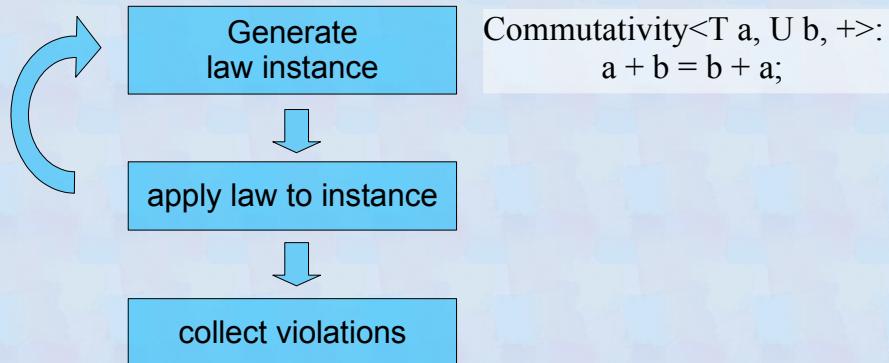 Generate
law instance
Commutativity<T a, U b, +>:
a + b = b + a;
apply law to instance
collect violations